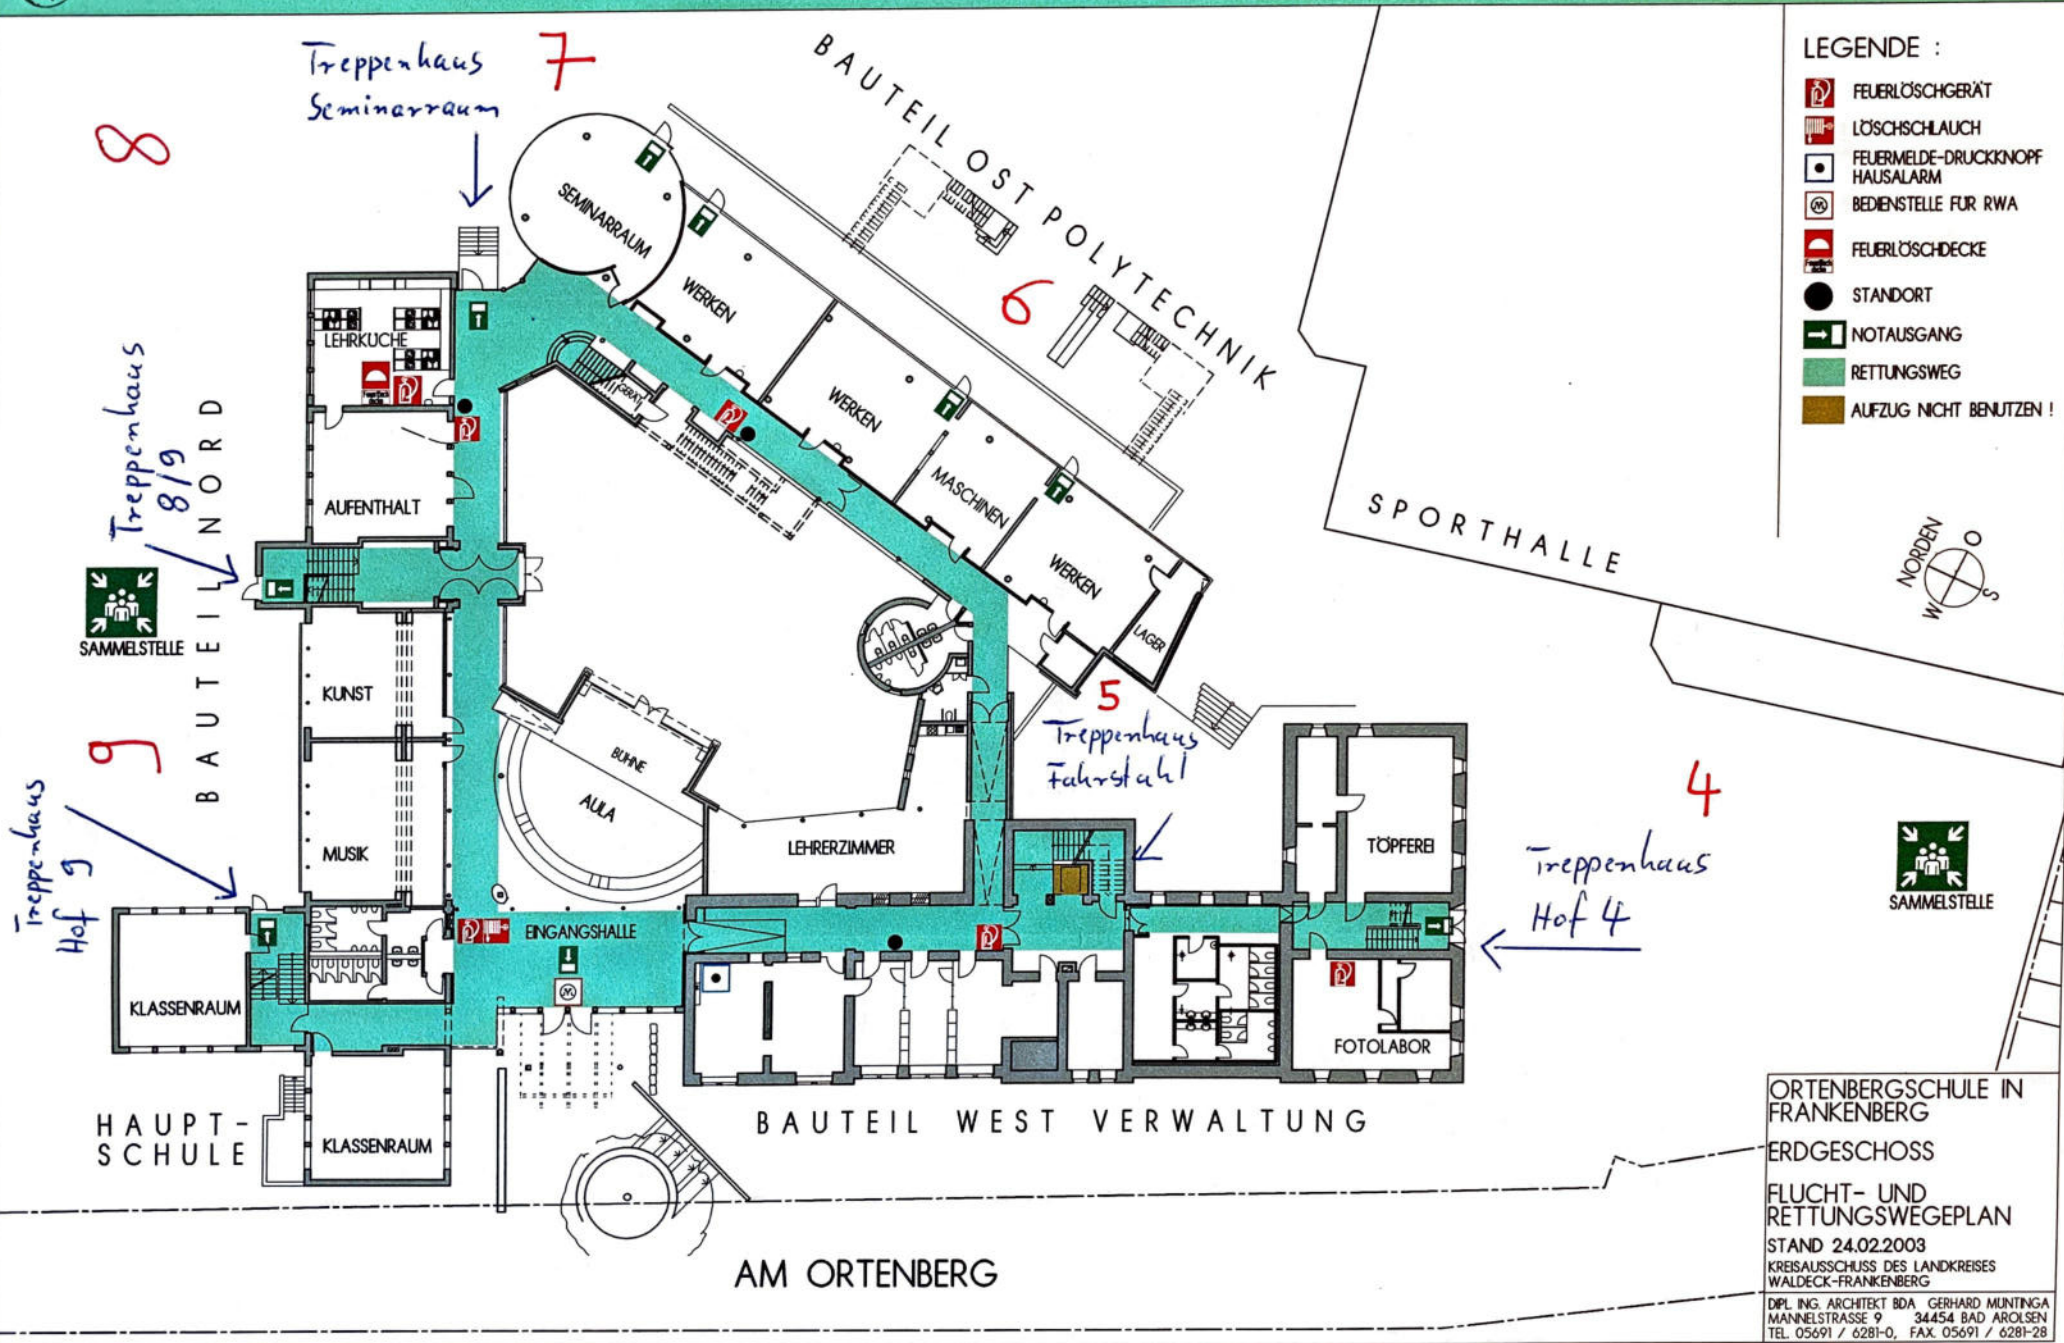 Treppenhaus
Seminarraum
7
8
BAUTEIL OST POLYTECHNIK
6
SEMINARRAUM
WERKEN
LEHRKÜCHE
GERÄT
WERKEN
MASCHINEN
WERKEN
LAGER
AUFENTHALT
Treppenhaus
8/9
BAUTEIL NORD
SAMMELSTELLE
KUNST
9
MUSIK
BÜHNE
AULA
LEHRERZIMMER
5
Treppenhaus
Fahrstuhl
TÖPFEREI
4
Treppenhaus
Hof 4
SAMMELSTELLE
Treppenhaus
Hof 9
EINGANGSHALLE
KLASSENRAUM
FOTOLABOR
HAUPT-
SCHULE
KLASSENRAUM
BAUTEIL WEST VERWALTUNG
AM ORTENBERG
SPORTHALLE
LEGENDE :
FEUERLÖSCHGERÄT
LÖSCHSCHLAUCH
FEUERMELDE-DRUCKKNOPF
HAUSALARM
BEDIENSTELLE FÜR RWA
FEUERLÖSCHDECKE
STANDORT
NOTAUSGANG
RETTUNGSWEG
AUFZUG NICHT BENUTZEN !
NORDEN
O
W
S
ORTENBERGSCHULE IN
FRANKENBERG
ERDGESCHOSS
FLUCHT- UND
RETTUNGSWEGEPLAN
STAND 24.02.2003
KREISAUSSCHUSS DES LANDKREISES
WALDECK-FRANKENBERG
DIPL. ING. ARCHITEKT BDA GERHARD MUNTINGA
MANNELSTRASSE 9 34454 BAD AROLSEN
TEL. 05691 / 6281-0, FAX. 05691 / 6281-28